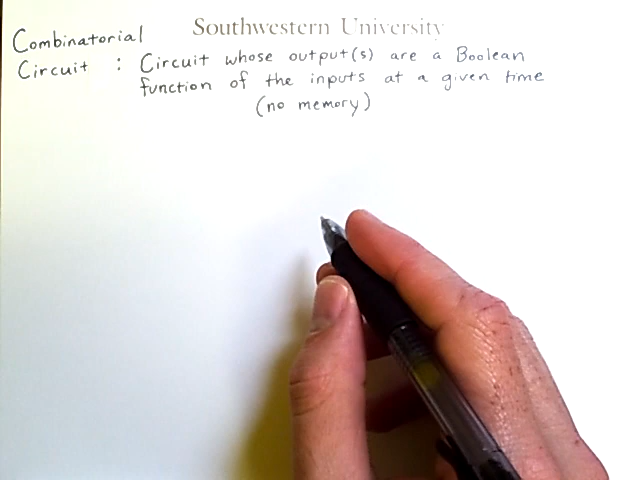 Southwestern University
Combinatorial
Circuit : Circuit whose output(s) are a Boolean
function of the inputs at a given time
(no memory)